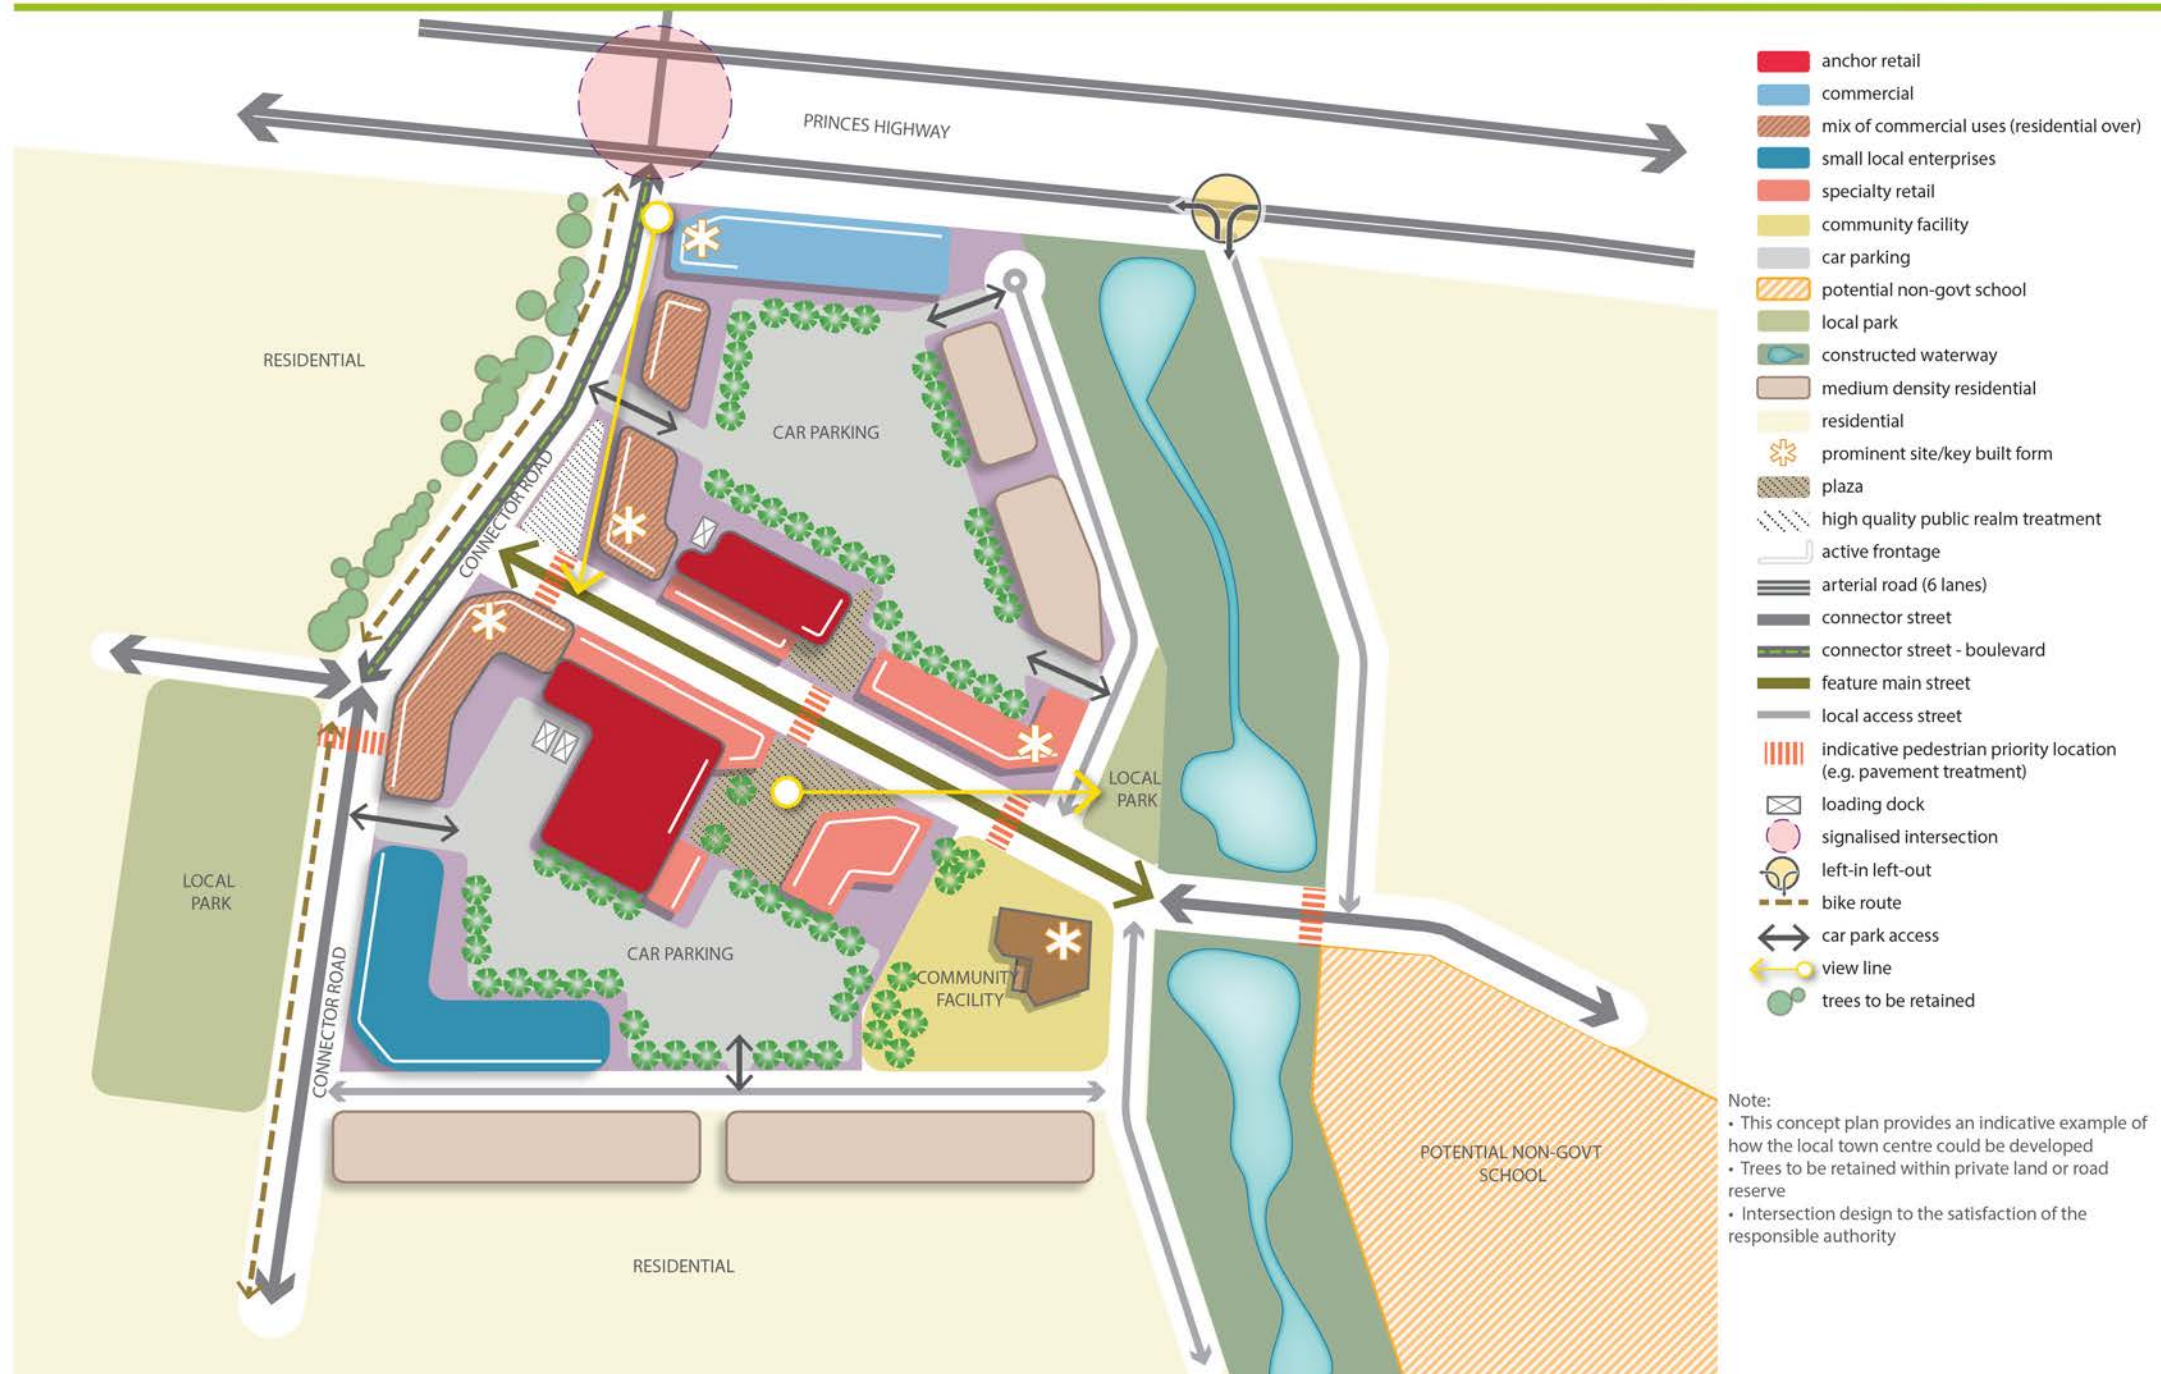 PRINCES HIGHWAY
RESIDENTIAL
CAR PARKING
CONNECTOR ROAD
LOCAL
PARK
LOCAL
PARK
CAR PARKING
COMMUNITY
FACILITY
CONNECTOR ROAD
POTENTIAL NON-GOVT
SCHOOL
RESIDENTIAL
anchor retail
commercial
mix of commercial uses (residential over)
small local enterprises
specialty retail
community facility
car parking
potential non-govt school
local park
constructed waterway
medium density residential
residential
prominent site/key built form
plaza
high quality public realm treatment
active frontage
arterial road (6 lanes)
connector street
connector street - boulevard
feature main street
local access street
indicative pedestrian priority location
(e.g. pavement treatment)
loading dock
signalised intersection
left-in left-out
bike route
car park access
view line
trees to be retained
Note:
• This concept plan provides an indicative example of
how the local town centre could be developed
• Trees to be retained within private land or road
reserve
• Intersection design to the satisfaction of the
responsible authority